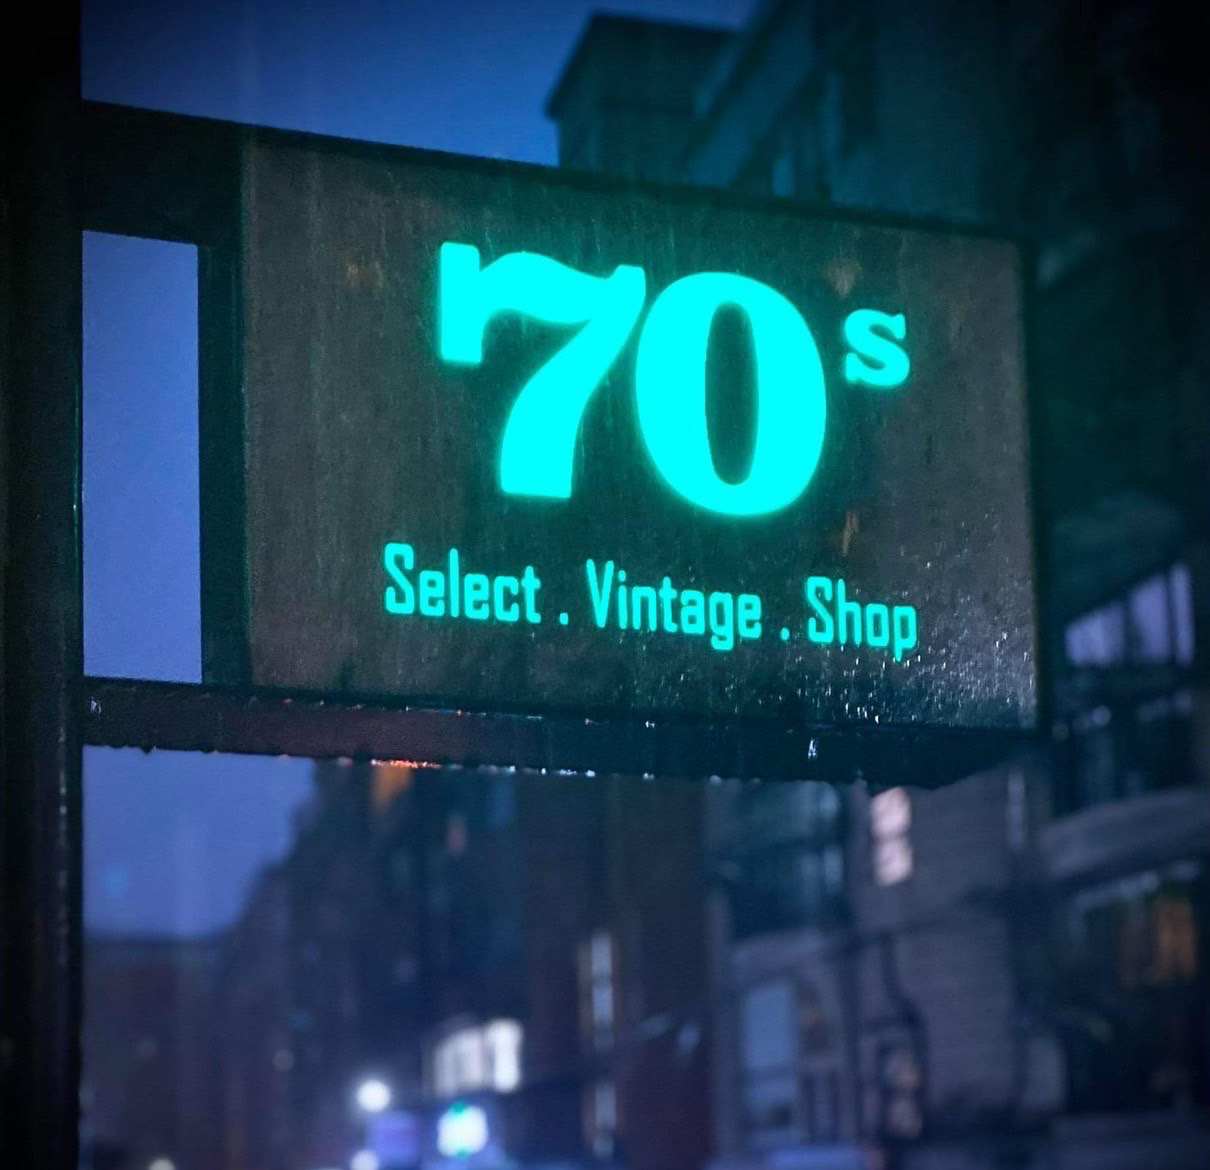 70s
Select . Vintage . Shop